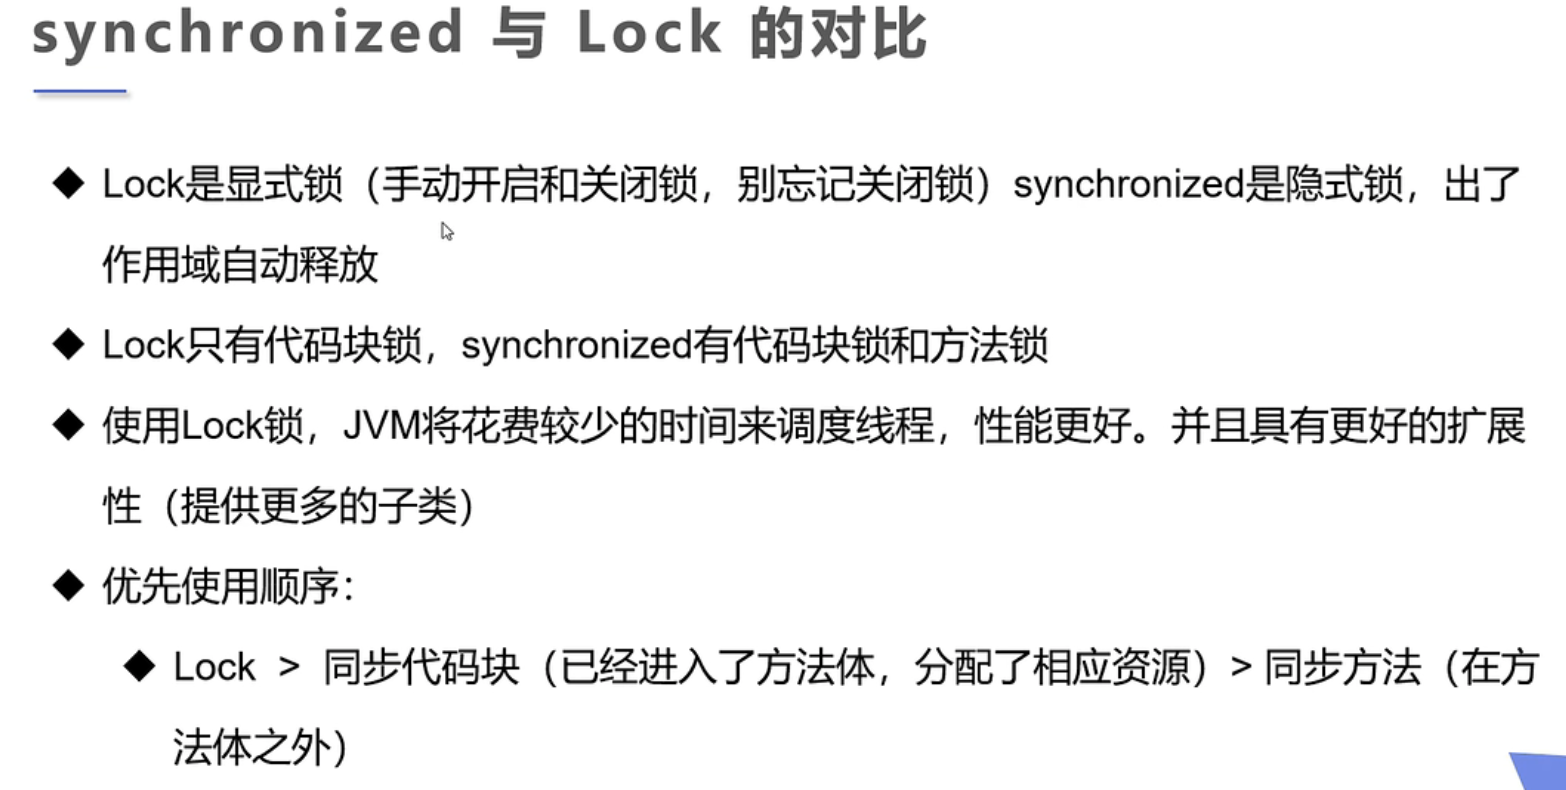 synchronized 与 Lock 的对比
◆ Lock是显式锁（手动开启和关闭锁，别忘记关闭锁）synchronized是隐式锁，出了
作用域自动释放
◆ Lock只有代码块锁，synchronized有代码块锁和方法锁
◆ 使用Lock锁，JVM将花费较少的时间来调度线程，性能更好。并且具有更好的扩展
性（提供更多的子类）
◆ 优先使用顺序：
◆ Lock > 同步代码块（已经进入了方法体，分配了相应资源）> 同步方法（在方
法体之外）